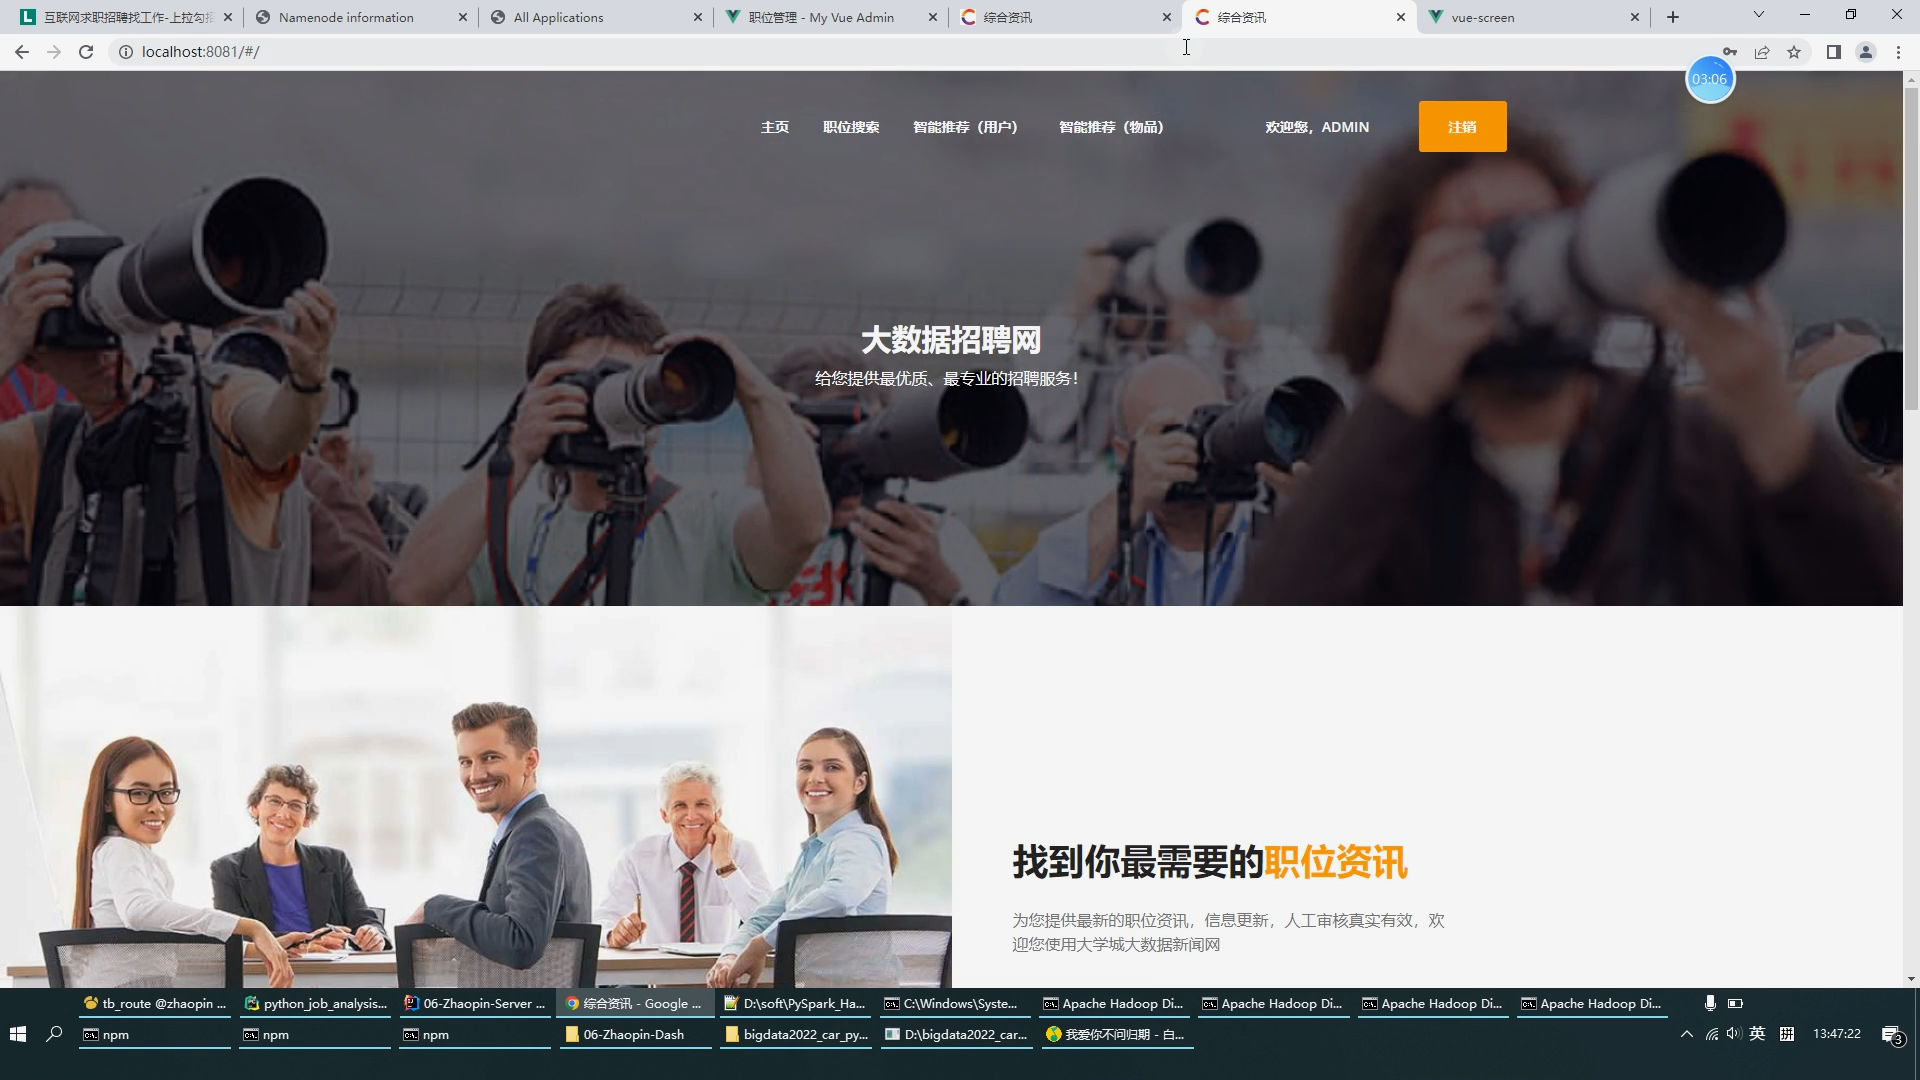 互联网求职招聘找工作-上拉勾招
Namenode information
All Applications
职位管理 - My Vue Admin
综合资讯
综合资讯
vue-screen
localhost:8081/#/
03:06
主页
职位搜索
智能推荐（用户）
智能推荐（物品）
欢迎您，ADMIN
注销
大数据招聘网
给您提供最优质、最专业的招聘服务！
找到你最需要的职位资讯
为您提供最新的职位资讯，信息更新，人工审核真实有效，欢
迎您使用大学城大数据新闻网
tb_route @zhaopin ...
python_job_analysis...
06-Zhaopin-Server ...
综合资讯 - Google ...
D:\soft\PySpark_Ha...
C:\Windows\Syste...
Apache Hadoop Di...
Apache Hadoop Di...
Apache Hadoop Di...
Apache Hadoop Di...
npm
npm
npm
06-Zhaopin-Dash
bigdata2022_car_py...
D:\bigdata2022_car...
我爱你不问归期 - 白...
英
拼
13:47:22
3